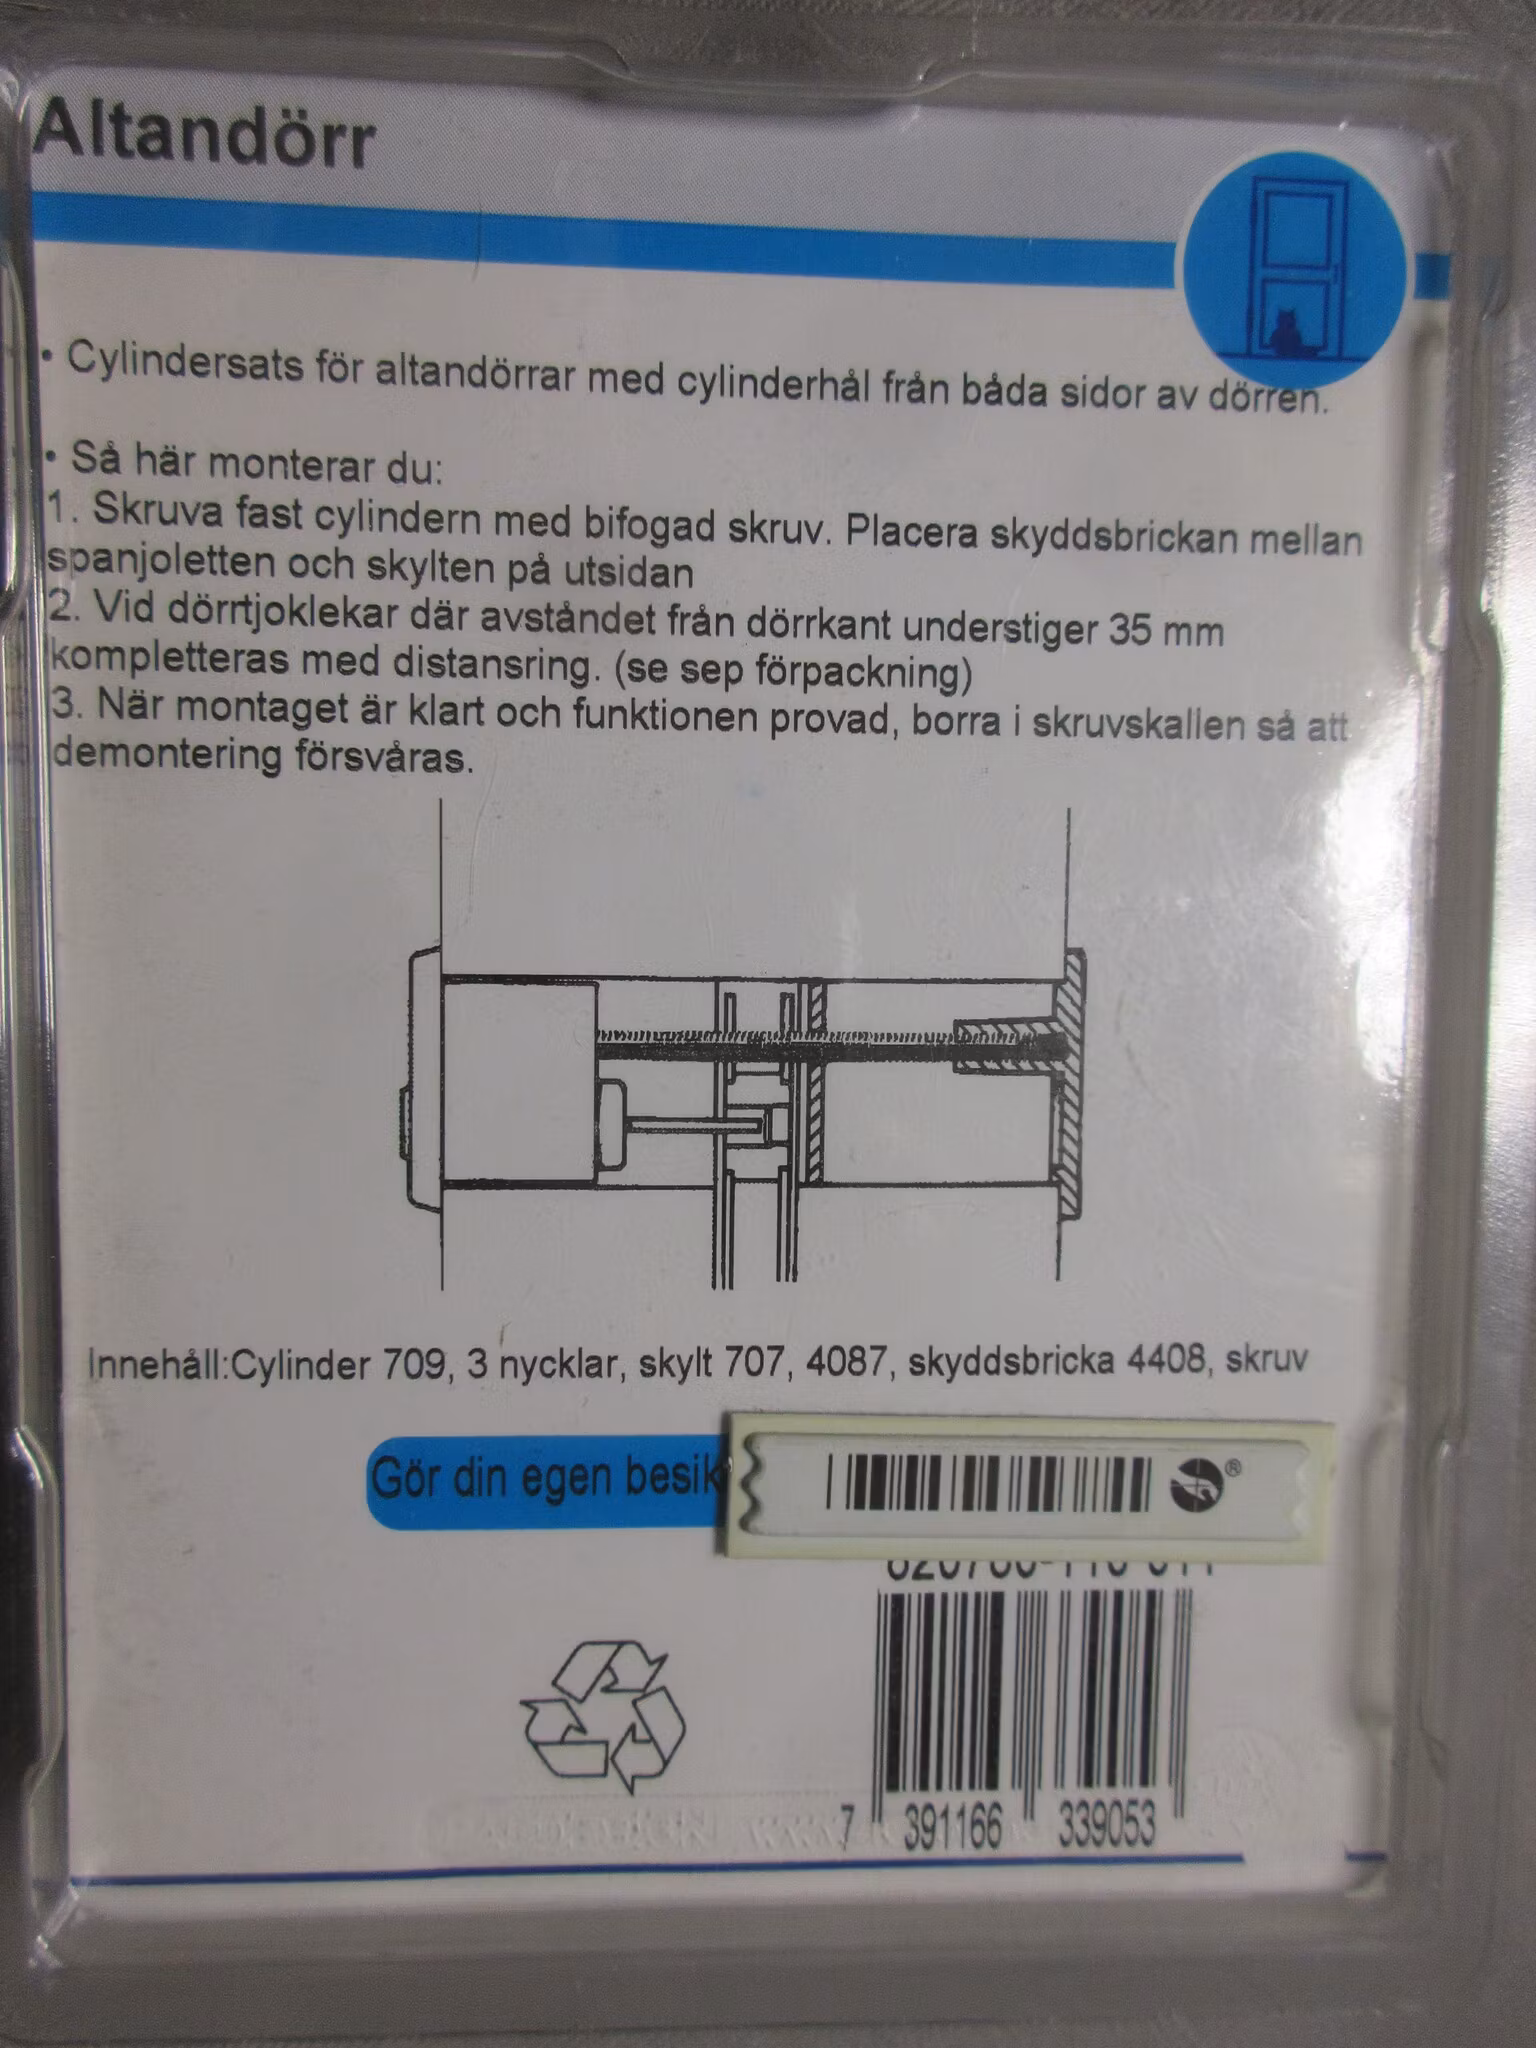 Altandörr
• Cylindersats för altandörrar med cylinderhål från båda sidor av dörren.
• Så här monterar du:
1. Skruva fast cylindern med bifogad skruv. Placera skyddsbrickan mellan
spanjoletten och skylten på utsidan
2. Vid dörrtjoklekar där avståndet från dörrkant understiger 35 mm
kompletteras med distansring. (se sep förpackning)
3. När montaget är klart och funktionen provad, borra i skruvskallen så att
demontering försvåras.
Innehåll:Cylinder 709, 3 nycklar, skylt 707, 4087, skyddsbricka 4408, skruv
Gör din egen besik
®
7 391166 339053